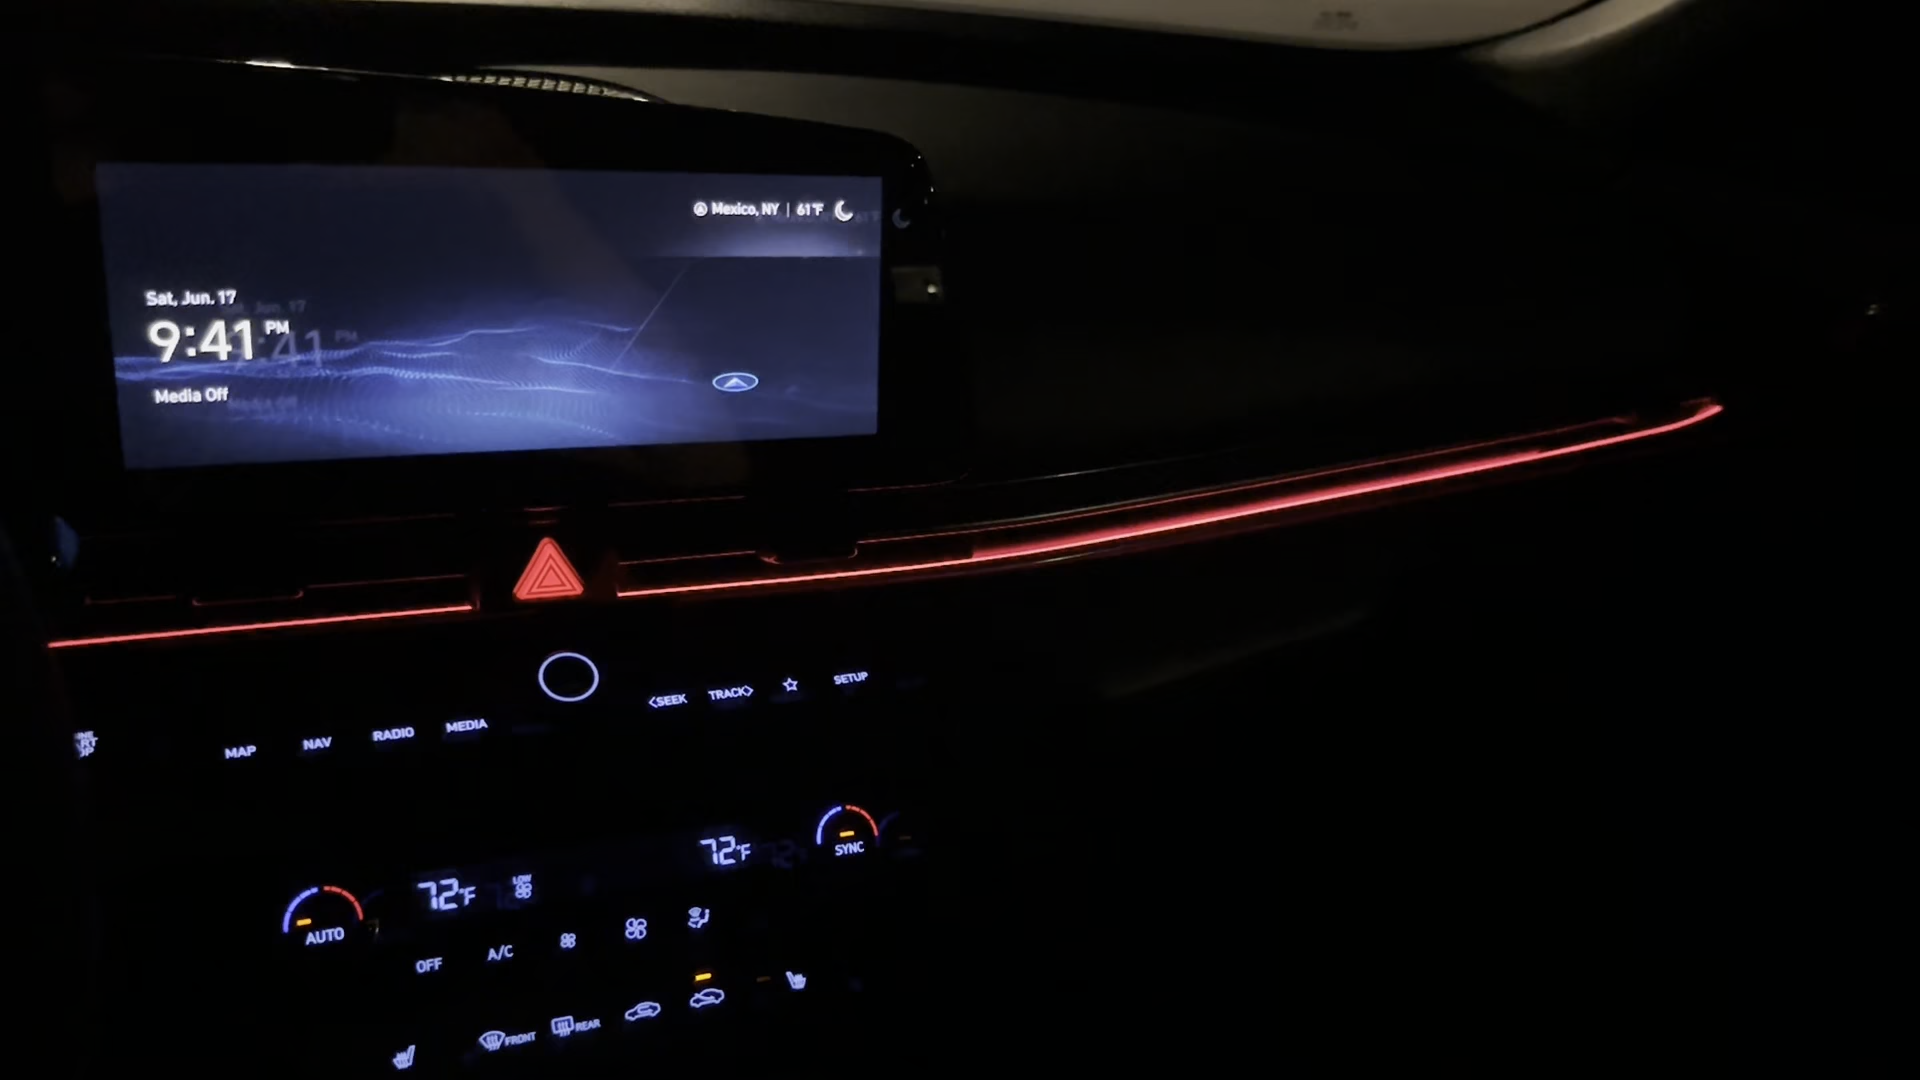 Mexico, NY | 61°F
Sat, Jun. 17
9:41 PM
Media Off
MAP
NAV
RADIO
MEDIA
<SEEK
TRACK>
SETUP
72°F
SYNC
72°F
LOW
AUTO
OFF
A/C
FRONT
REAR